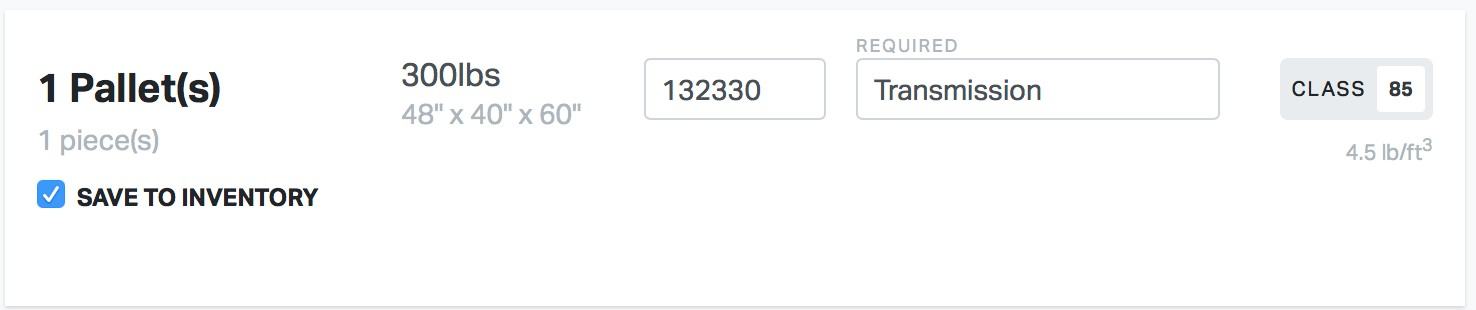 1 Pallet(s)
1 piece(s)
SAVE TO INVENTORY
300lbs
48" x 40" x 60"
132330
REQUIRED
Transmission
CLASS 85
4.5 lb/ft³